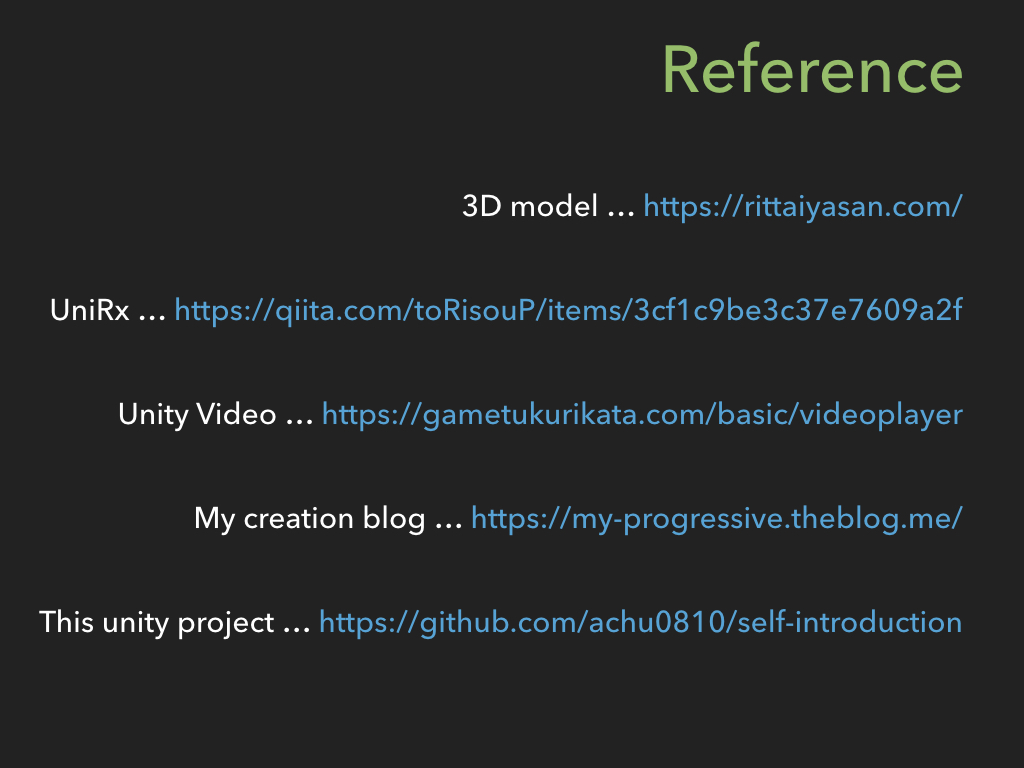 Reference
3D model … https://rittaiyasan.com/
UniRx … https://qiita.com/toRisouP/items/3cf1c9be3c37e7609a2f
Unity Video … https://gametukurikata.com/basic/videoplayer
My creation blog … https://my-progressive.theblog.me/
This unity project … https://github.com/achu0810/self-introduction